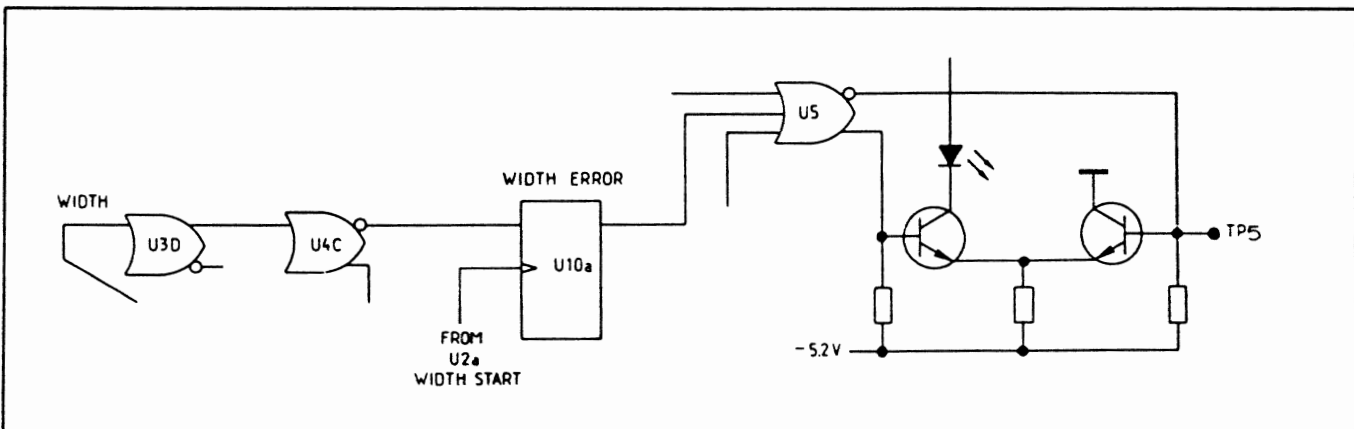 U5
WIDTH ERROR
WIDTH
U3D
U4C
U10a
TP5
FROM
U2a
WIDTH START
-5.2V